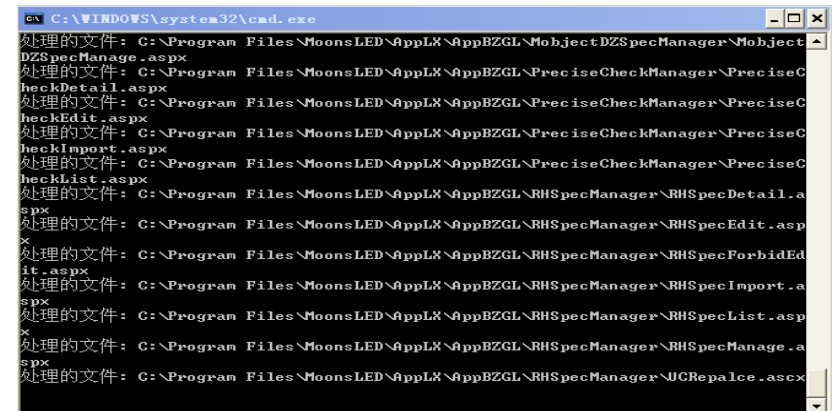 C:\WINDOWS\system32\cmd.exe
处理的文件: C:\Program Files\MoonsLED\AppLX\AppBZGL\MobjectDZSpecManager\Mobject
DZSpecManage.aspx
处理的文件: C:\Program Files\MoonsLED\AppLX\AppBZGL\PreciseCheckManager\PreciseC
heckDetail.aspx
处理的文件: C:\Program Files\MoonsLED\AppLX\AppBZGL\PreciseCheckManager\PreciseC
heckEdit.aspx
处理的文件: C:\Program Files\MoonsLED\AppLX\AppBZGL\PreciseCheckManager\PreciseC
heckImport.aspx
处理的文件: C:\Program Files\MoonsLED\AppLX\AppBZGL\PreciseCheckManager\PreciseC
heckList.aspx
处理的文件: C:\Program Files\MoonsLED\AppLX\AppBZGL\RHSpecManager\RHSpecDetail.a
spx
处理的文件: C:\Program Files\MoonsLED\AppLX\AppBZGL\RHSpecManager\RHSpecEdit.asp
x
处理的文件: C:\Program Files\MoonsLED\AppLX\AppBZGL\RHSpecManager\RHSpecForbidEd
it.aspx
处理的文件: C:\Program Files\MoonsLED\AppLX\AppBZGL\RHSpecManager\RHSpecImport.a
spx
处理的文件: C:\Program Files\MoonsLED\AppLX\AppBZGL\RHSpecManager\RHSpecList.asp
x
处理的文件: C:\Program Files\MoonsLED\AppLX\AppBZGL\RHSpecManager\RHSpecManage.a
spx
处理的文件: C:\Program Files\MoonsLED\AppLX\AppBZGL\RHSpecManager\UCRepalce.ascx